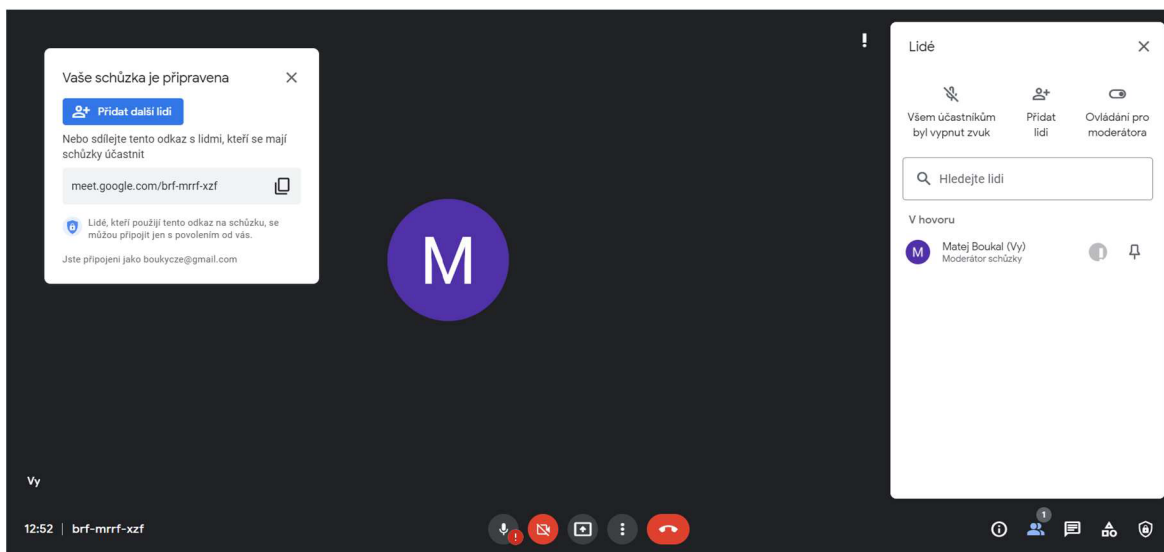 Vaše schůzka je připravena
Přidat další lidi
Nebo sdílejte tento odkaz s lidmi, kteří se mají
schůzky účastnit
meet.google.com/brf-mrrf-xzf
Lidé, kteří použijí tento odkaz na schůzku, se
můžou připojit jen s povolením od vás.
Jste připojeni jako boukycze@gmail.com
M
Vy
12:52 | brf-mrrf-xzf
!
!
Lidé
Všem účastníkům
byl vypnut zvuk
Přidat
lidi
Ovládání pro
moderátora
Hledejte lidi
V hovoru
M
Matej Boukal (Vy)
Moderátor schůzky
1